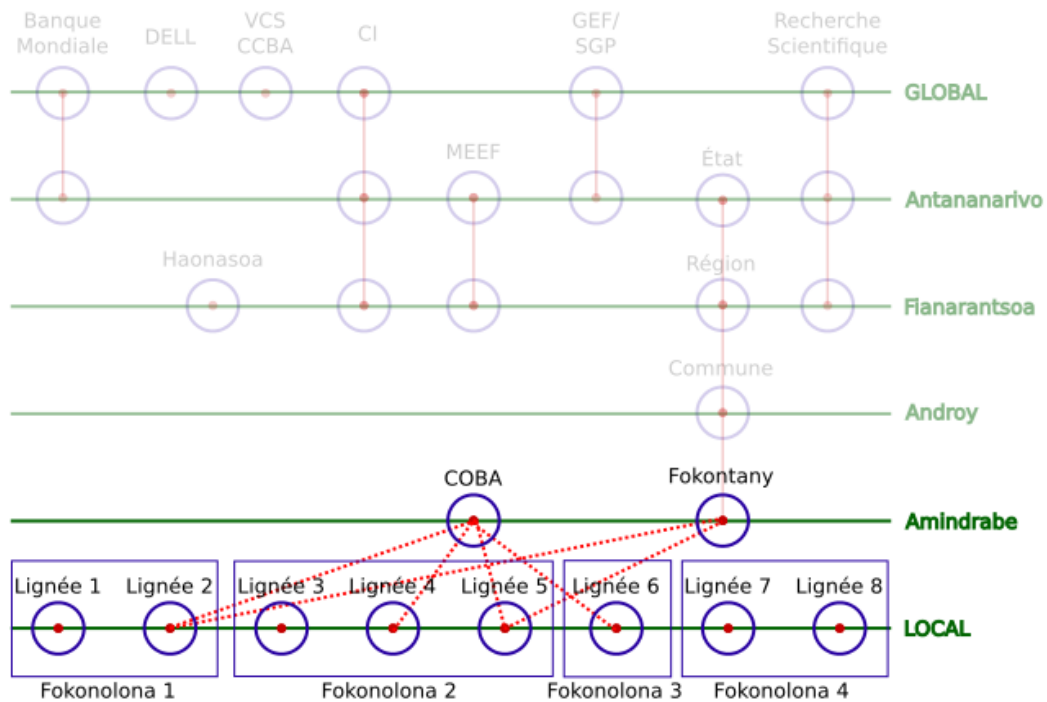 Banque
Mondiale
DELL
VCS
CCBA
CI
GEF/
SGP
Recherche
Scientifique
GLOBAL
MEEF
État
Antananarivo
Haonasoa
Région
Fianarantsoa
Commune
Androy
COBA
Fokontany
Amindrabe
Lignée 1
Lignée 2
Lignée 3
Lignée 4
Lignée 5
Lignée 6
Lignée 7
Lignée 8
LOCAL
Fokonolona 1
Fokonolona 2
Fokonolona 3
Fokonolona 4